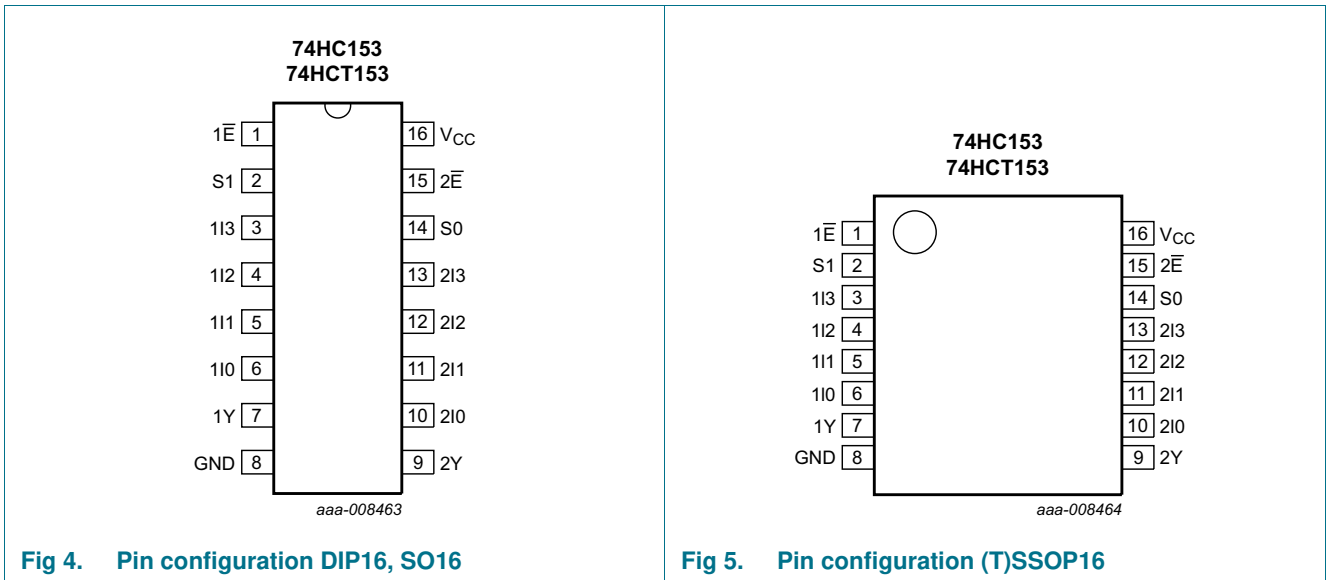 74HC153
74HCT153
1E̅ 1 16 VCC
S1 2 15 2E̅
1I3 3 14 S0
1I2 4 13 2I3
1I1 5 12 2I2
1I0 6 11 2I1
1Y 7 10 2I0
GND 8 9 2Y
aaa-008463
Fig 4. Pin configuration DIP16, SO16
74HC153
74HCT153
1E̅ 1 16 VCC
S1 2 15 2E̅
1I3 3 14 S0
1I2 4 13 2I3
1I1 5 12 2I2
1I0 6 11 2I1
1Y 7 10 2I0
GND 8 9 2Y
aaa-008464
Fig 5. Pin configuration (T)SSOP16